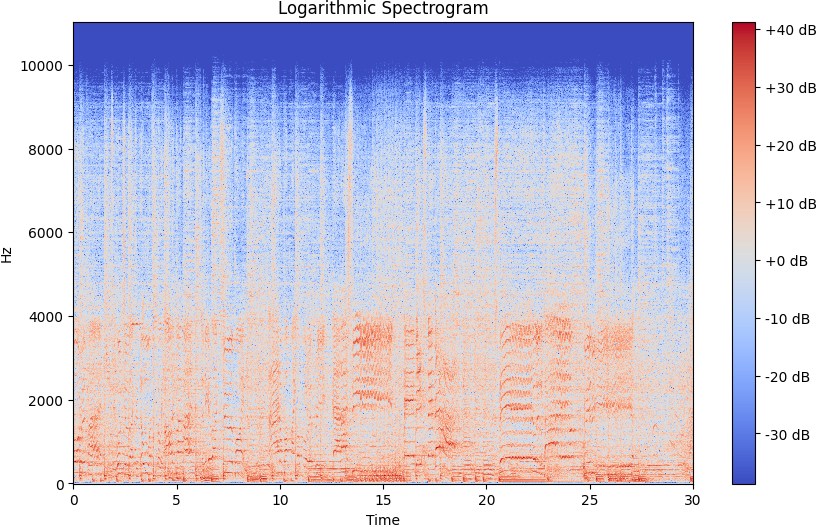 Logarithmic Spectrogram
Hz
10000
8000
6000
4000
2000
0
0 5 10 15 20 25 30
Time
+40 dB
+30 dB
+20 dB
+10 dB
+0 dB
-10 dB
-20 dB
-30 dB